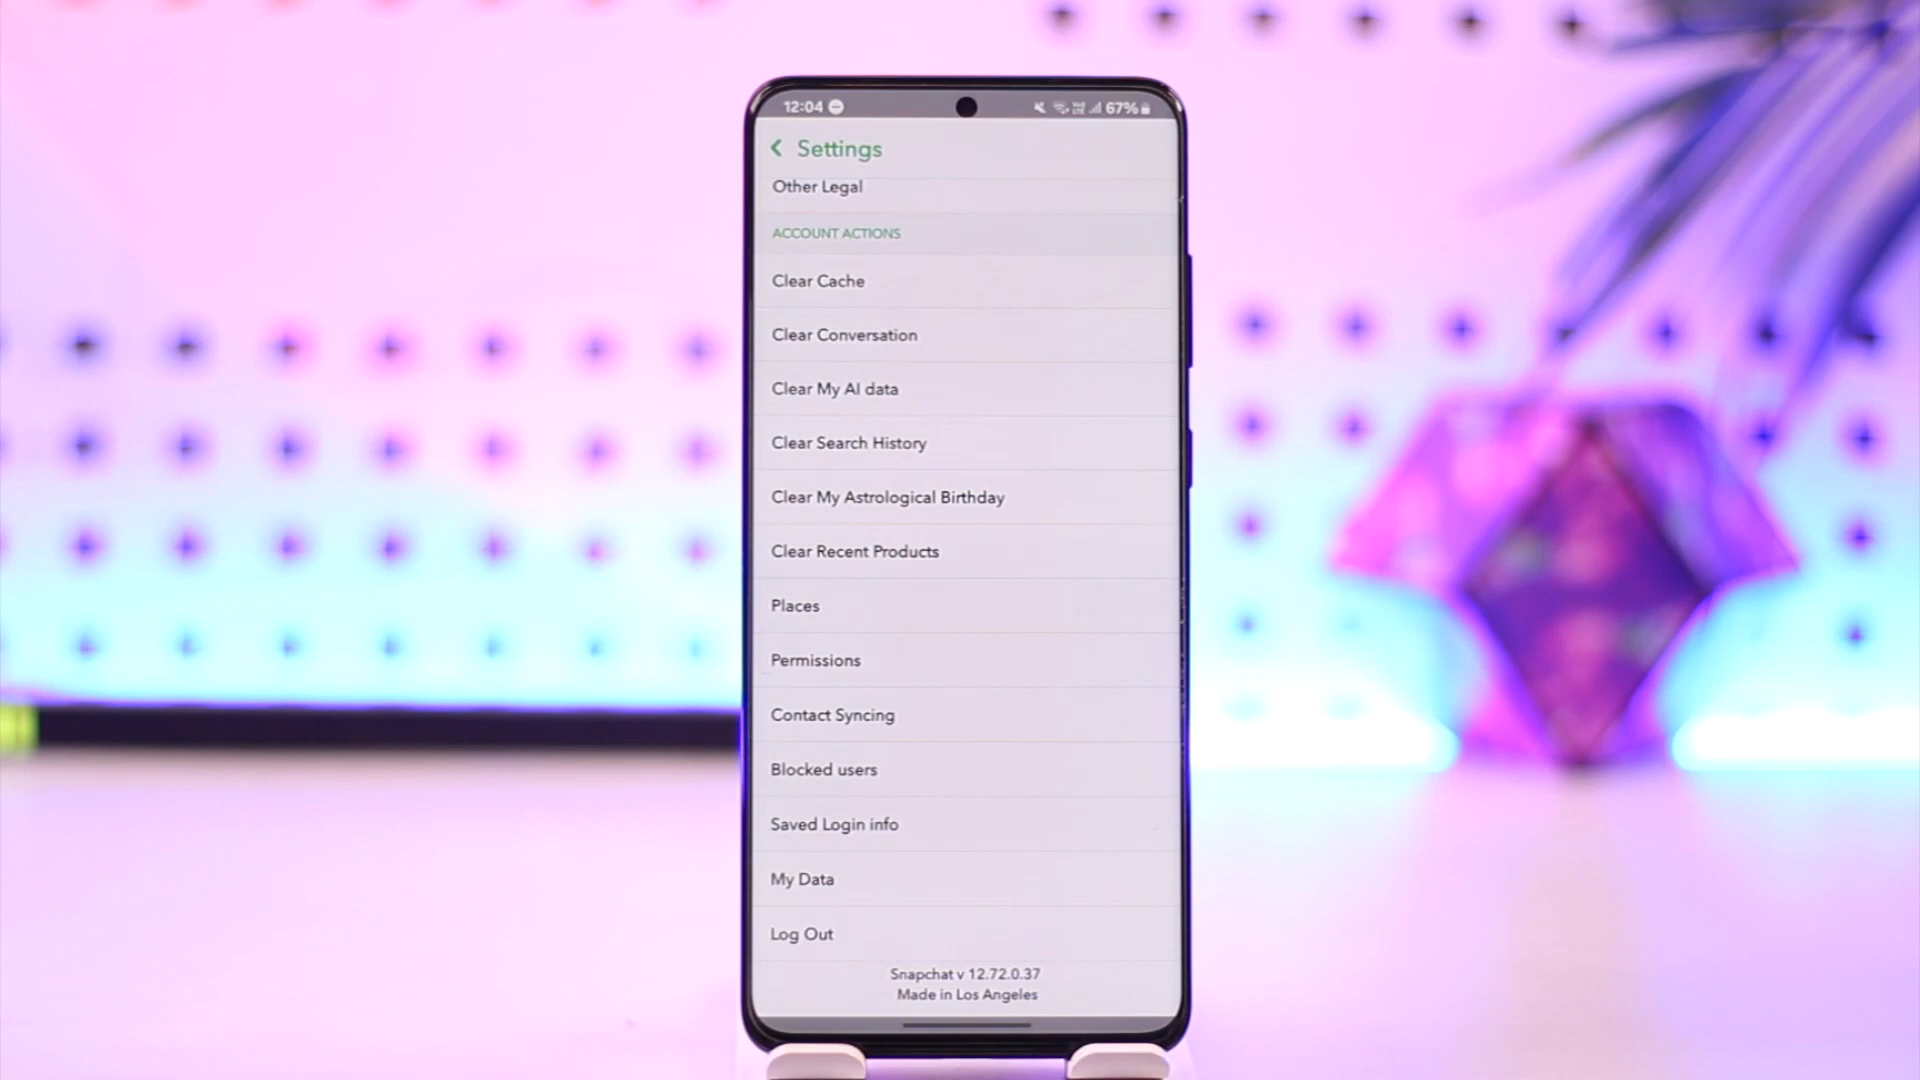 12:04
67%
Settings
Other Legal
ACCOUNT ACTIONS
Clear Cache
Clear Conversation
Clear My AI data
Clear Search History
Clear My Astrological Birthday
Clear Recent Products
Places
Permissions
Contact Syncing
Blocked users
Saved Login info
My Data
Log Out
Snapchat v 12.72.0.37
Made in Los Angeles